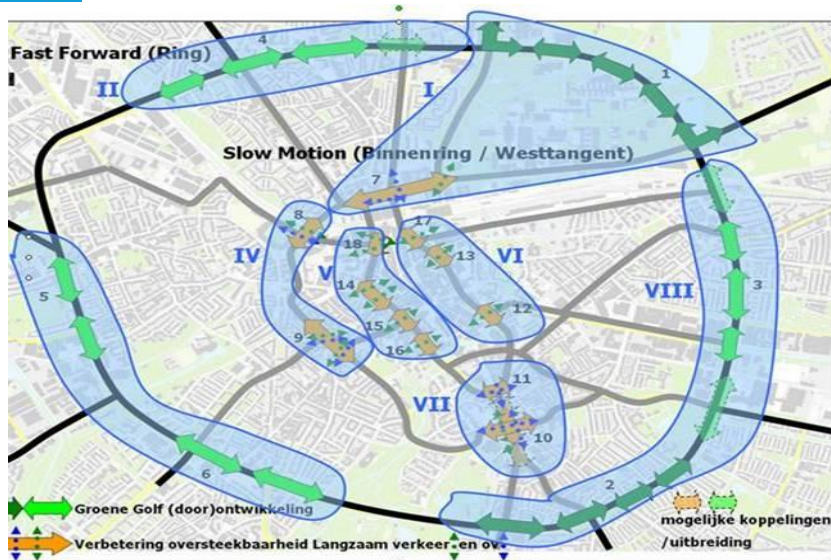 Fast Forward (Ring)
4
II
I
1
Slow Motion (Binnenring / Westtangent)
7
8
17
18
13
IV
V
VI
14
12
15
16
9
5
VIII
3
VII
11
10
6
2
Groene Golf (door)ontwikkeling
Verbetering oversteekbaarheid Langzaam verkeer en ov
mogelijke koppelingen
/uitbreiding